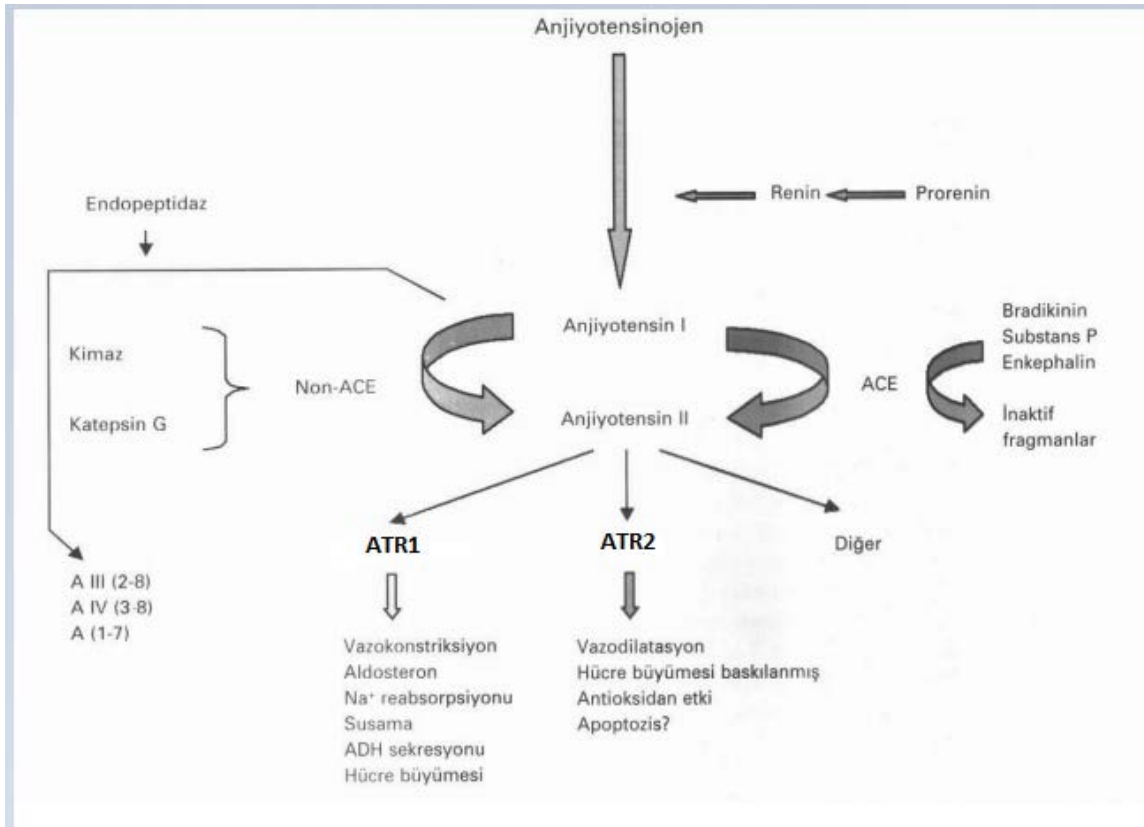 Anjiyotensinojen
Renin
Prorenin
Endopeptidaz
Anjiyotensin I
Bradikinin
Substans P
Enkephalin
Kimaz
Non-ACE
ACE
Katepsin G
Anjiyotensin II
İnaktif
fragmanlar
ATR1
ATR2
Diğer
A III (2-8)
A IV (3-8)
A (1-7)
Vazokonstriksiyon
Aldosteron
Na⁺ reabsorpsiyonu
Susama
ADH sekresyonu
Hücre büyümesi
Vazodilatasyon
Hücre büyümesi baskılanmış
Antioksidan etki
Apoptozis?